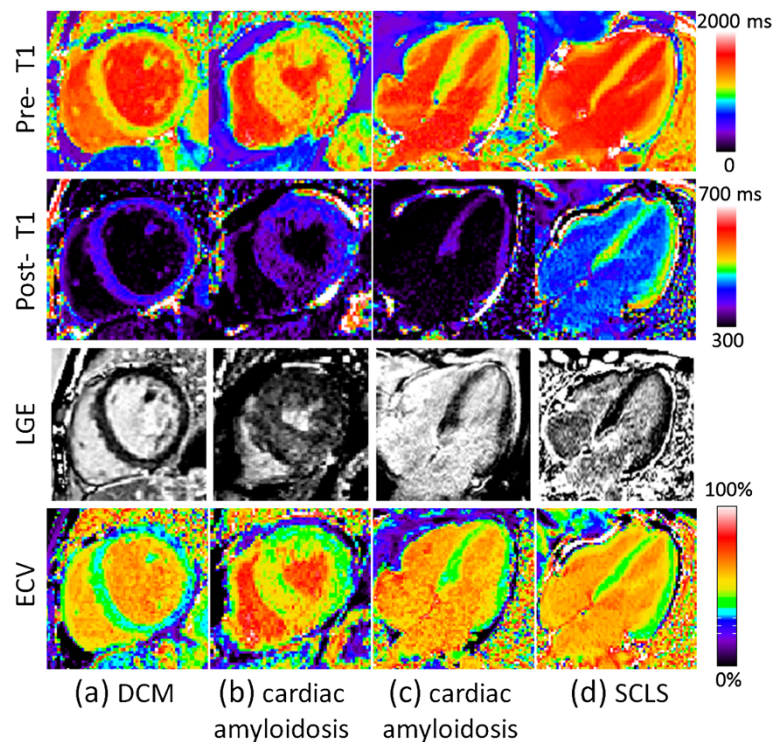 2000 ms
Pre- T1
0
700 ms
Post- T1
300
LGE
100%
ECV
0%
(a) DCM
(b) cardiac
amyloidosis
(c) cardiac
amyloidosis
(d) SCLS